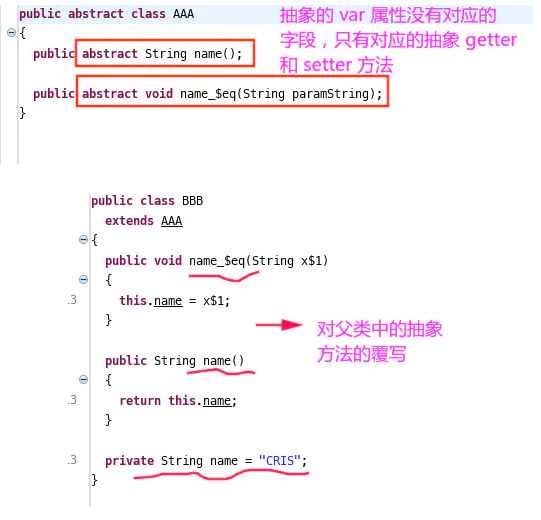 public abstract class AAA
{
public abstract String name();
public abstract void name_$eq(String paramString);
}
抽象的 var 属性没有对应的
字段，只有对应的抽象 getter
和 setter 方法
public class BBB
extends AAA
{
public void name_$eq(String x$1)
{
.3 this.name = x$1;
}
对父类中的抽象
方法的覆写
public String name()
{
.3 return this.name;
}
.3 private String name = "CRIS";
}